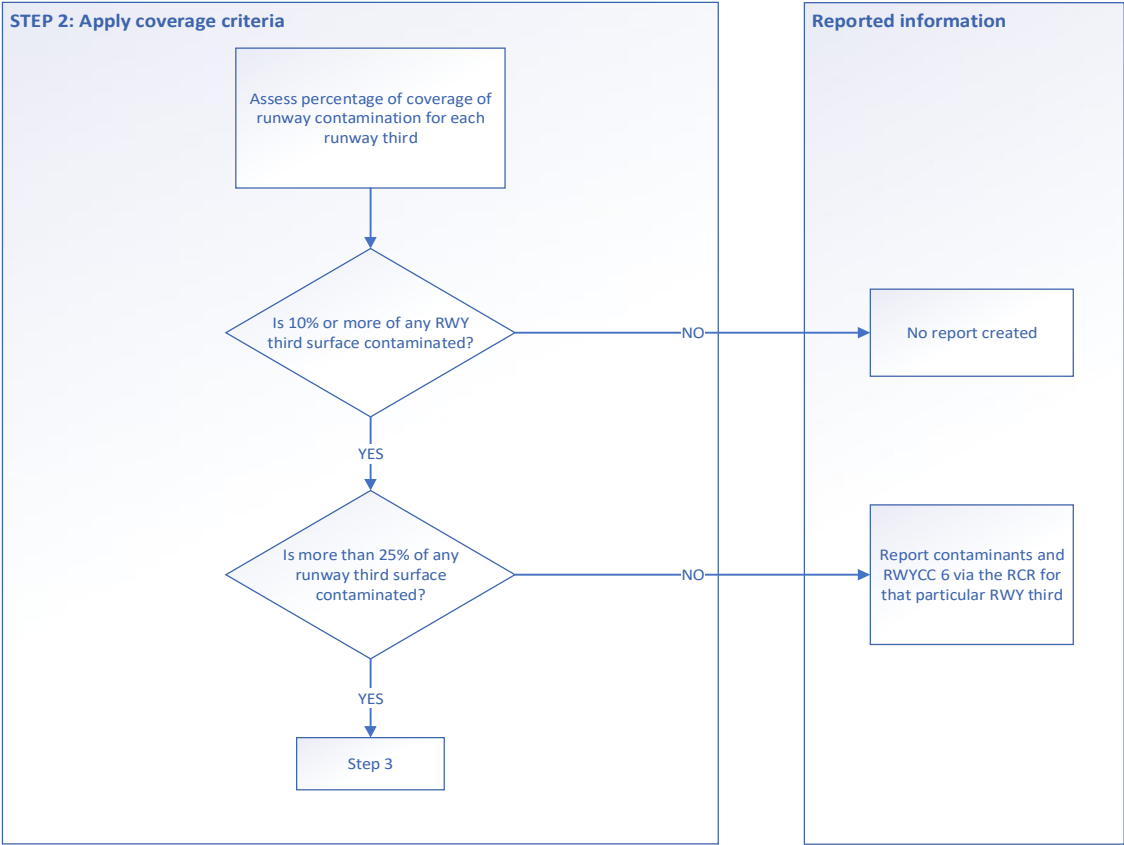 STEP 2: Apply coverage criteria
Reported information
Assess percentage of coverage of
runway contamination for each
runway third
Is 10% or more of any RWY
third surface contaminated?
NO
No report created
YES
Is more than 25% of any
runway third surface
contaminated?
NO
Report contaminants and
RWYCC 6 via the RCR for
that particular RWY third
YES
Step 3